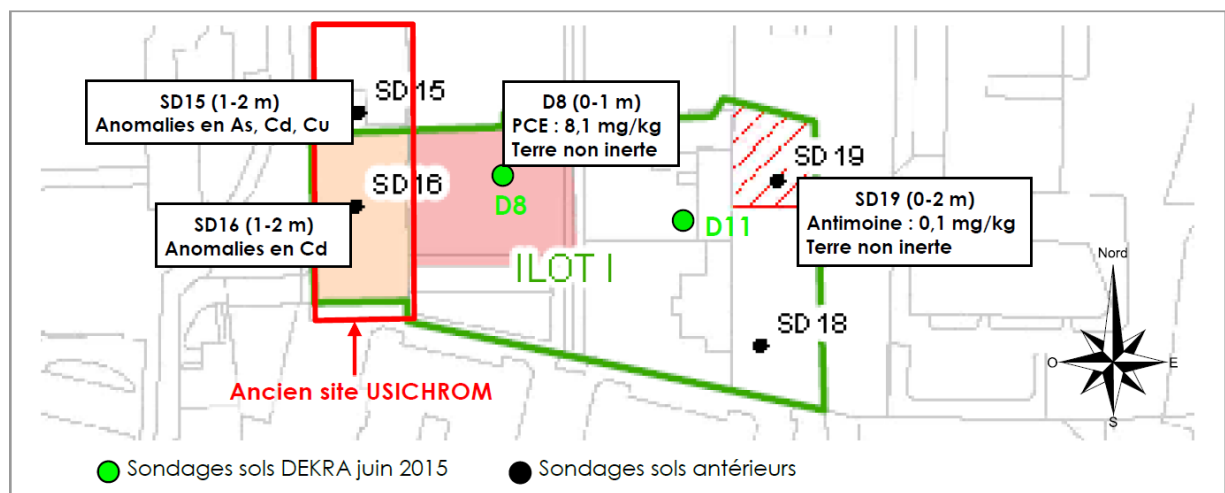 SD15
SD15 (1-2 m)
Anomalies en As, Cd, Cu
D8 (0-1 m)
PCE : 8,1 mg/kg
Terre non inerte
SD16
SD 19
D8
SD16 (1-2 m)
Anomalies en Cd
D11
SD19 (0-2 m)
Antimoine : 0,1 mg/kg
Terre non inerte
ILOT I
Nord
O
E
S
SD 18
Ancien site USICHROM
Sondages sols DEKRA juin 2015
Sondages sols antérieurs